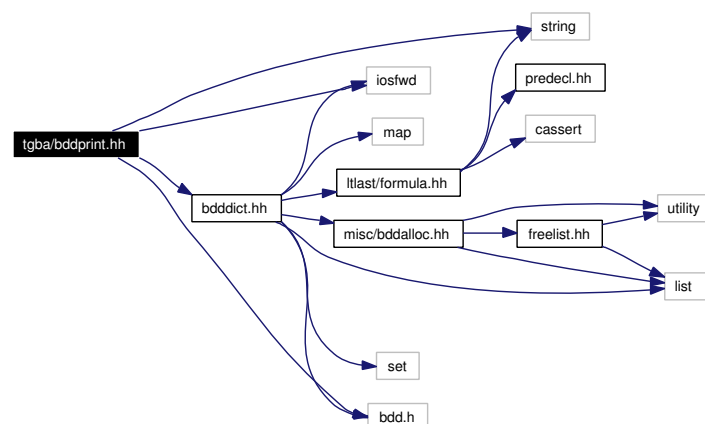 string
predecl.hh
iosfwd
map
cassert
tgba/bddprint.hh
ltlast/formula.hh
bdddict.hh
utility
misc/bddalloc.hh
freelist.hh
list
set
bdd.h